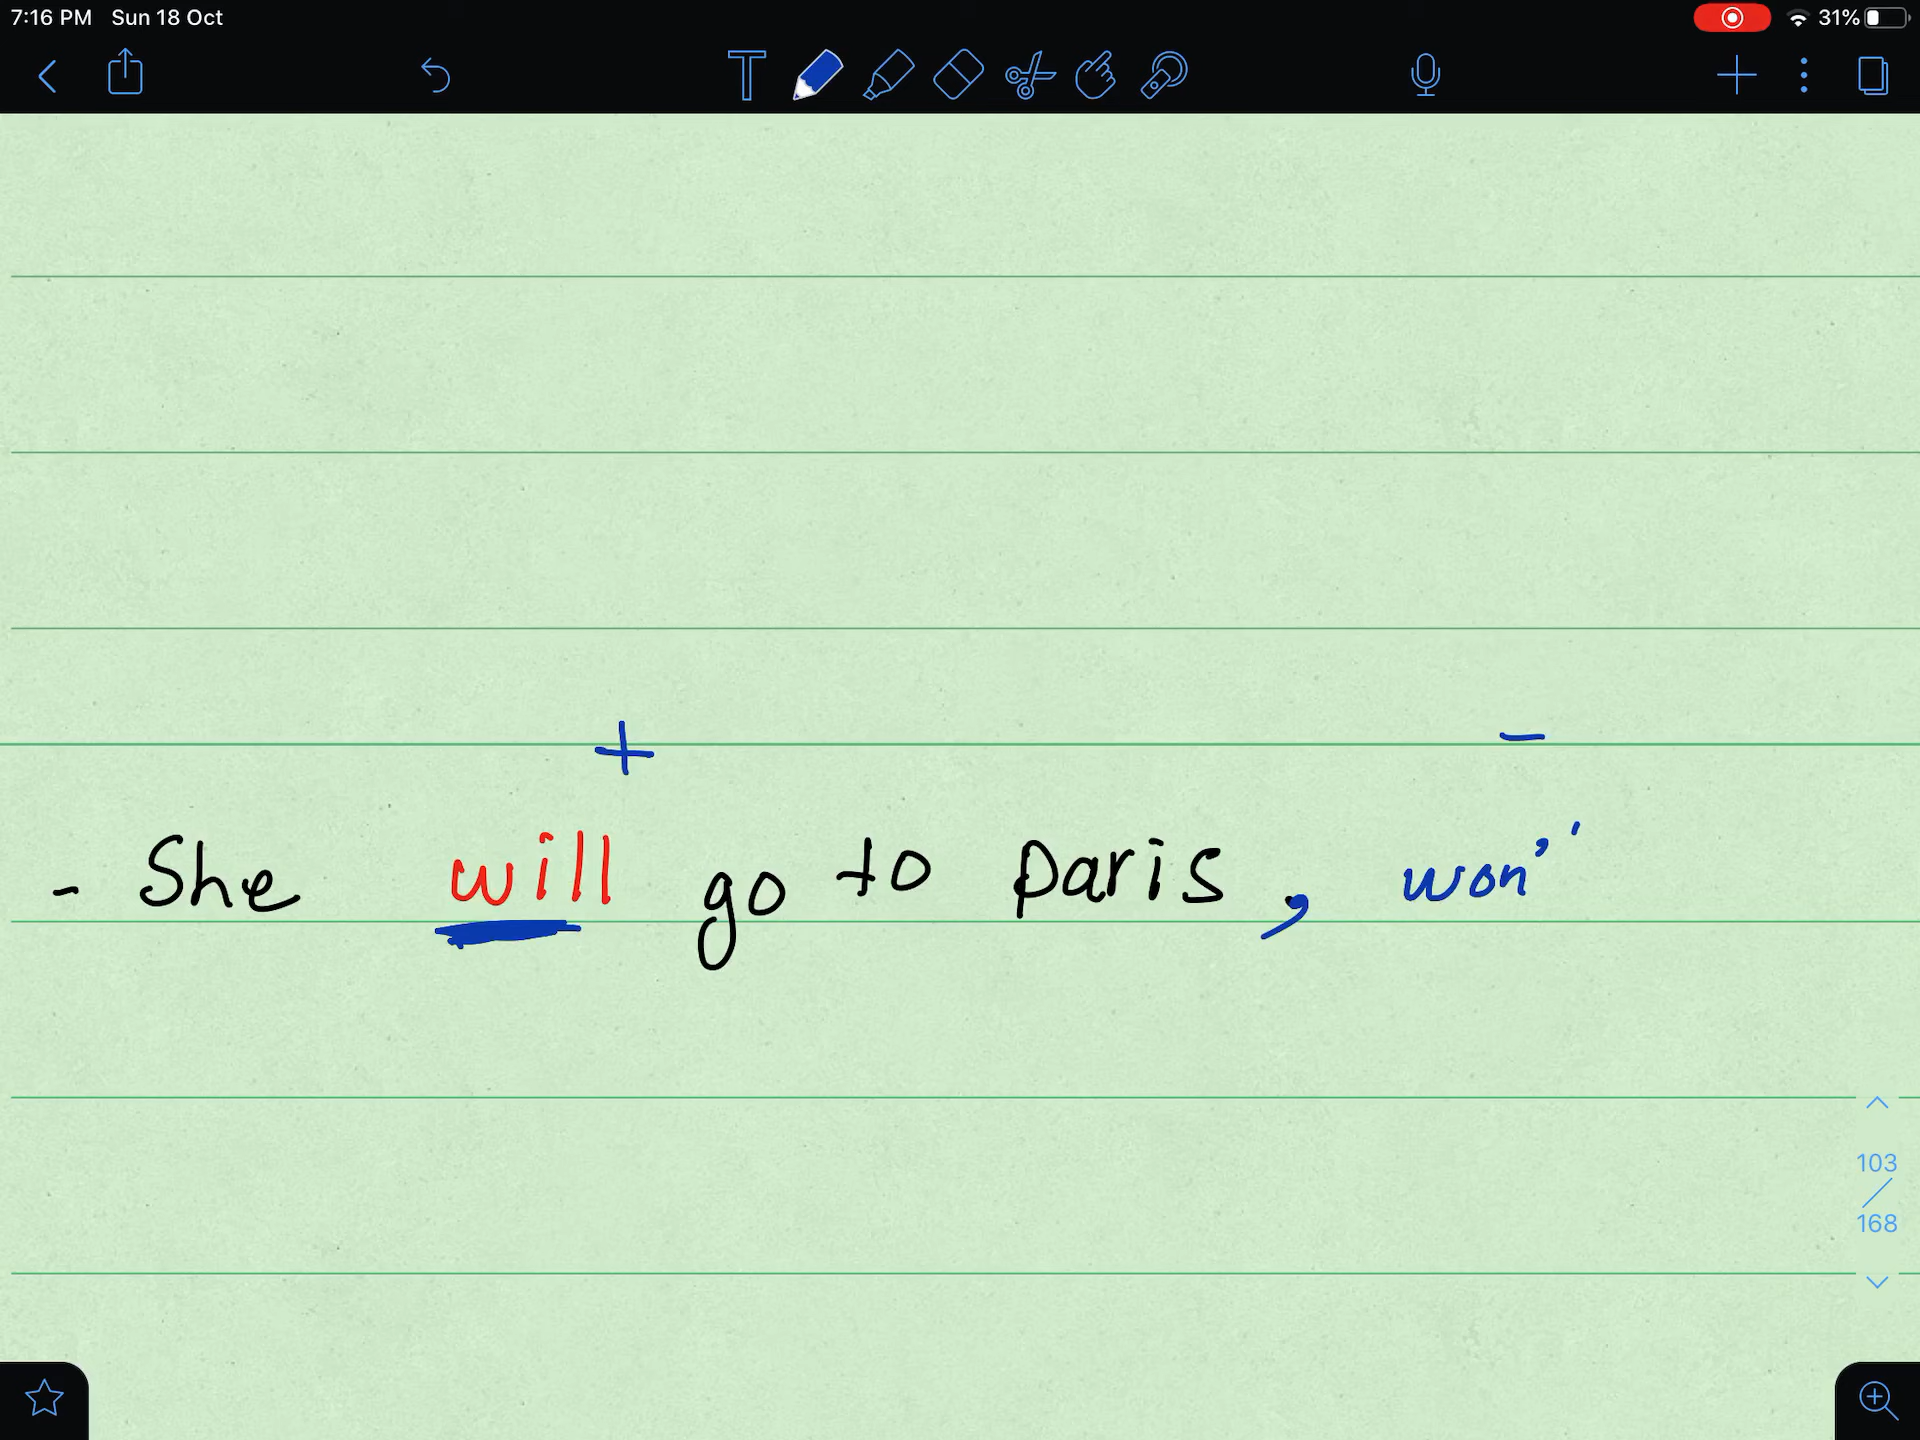 7:16 PM Sun 18 Oct 31%
+ −
- She will go to paris , won'
103
/
168